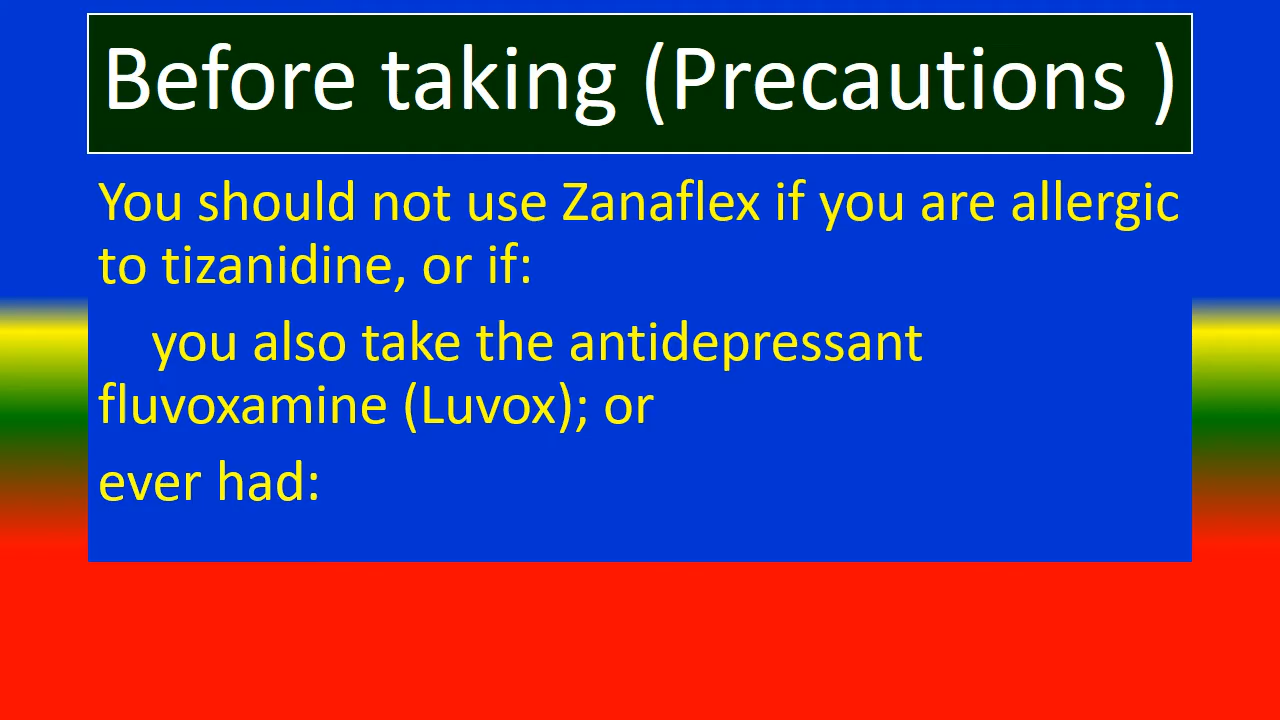 Before taking (Precautions )
You should not use Zanaflex if you are allergic
to tizanidine, or if:
you also take the antidepressant
fluvoxamine (Luvox); or
ever had: